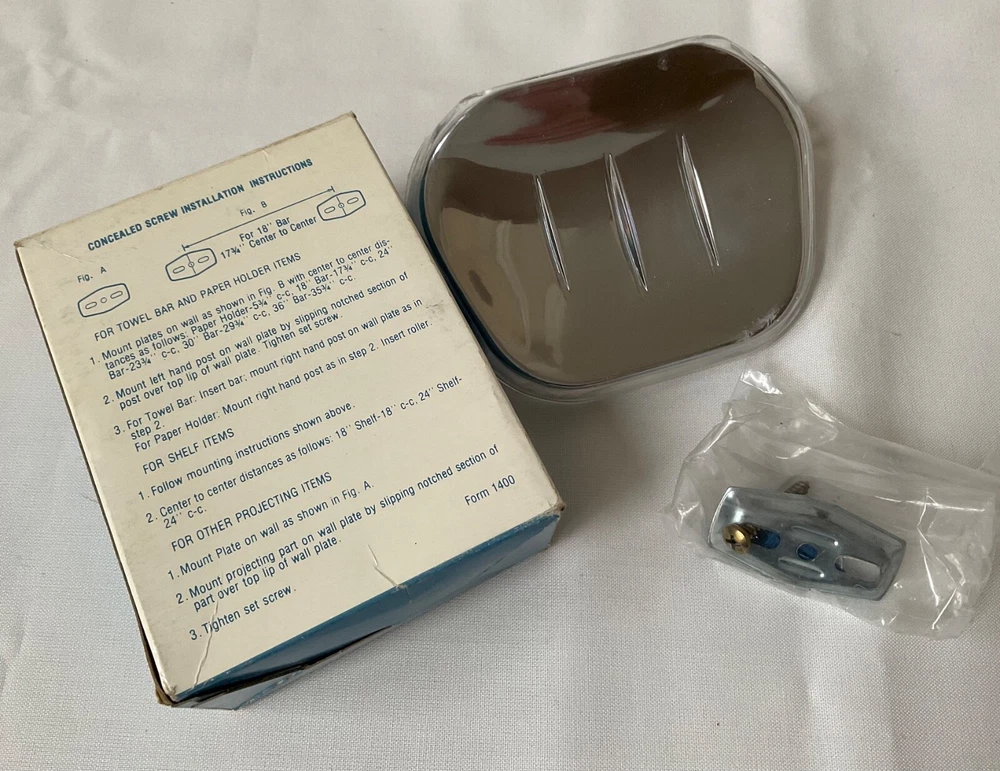 CONCEALED SCREW INSTALLATION INSTRUCTIONS
Fig. B
For 18" Bar
17¾" Center to Center
Fig. A
FOR TOWEL BAR AND PAPER HOLDER ITEMS
1. Mount plates on wall as shown in Fig. B with center to center dis-
tances as follows: Paper Holder-5¾" c-c, 18" Bar-17¾" c-c, 24"
Bar-23¾" c-c, 30" Bar-29¾" c-c, 36" Bar-35¾" c-c.
2. Mount left hand post on wall plate by slipping notched section of
post over top lip of wall plate. Tighten set screw.
3. For Towel Bar: Insert bar; mount right hand post on wall plate as in
step 2.
For Paper Holder: Mount right hand post as in step 2. Insert roller.
FOR SHELF ITEMS
1. Follow mounting instructions shown above.
2. Center to center distances as follows: 18" Shelf-18" c-c, 24" Shelf-
24" c-c.
FOR OTHER PROJECTING ITEMS
1. Mount Plate on wall as shown in Fig. A.
2. Mount projecting part on wall plate by slipping notched section of
part over top lip of wall plate.
3. Tighten set screw.
Form 1400